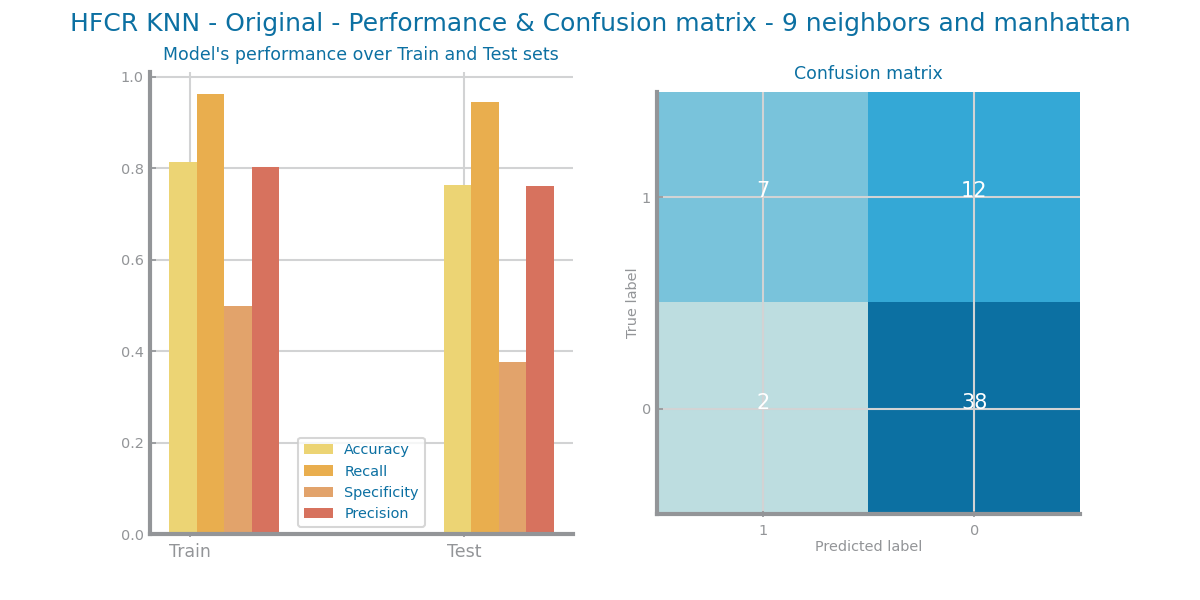 HFCR KNN - Original - Performance & Confusion matrix - 9 neighbors and manhattan
Model's performance over Train and Test sets
1.0
0.8
0.6
0.4
0.2
0.0
Train
Test
Accuracy
Recall
Specificity
Precision
Confusion matrix
True label
1
0
7
12
2
38
1
0
Predicted label